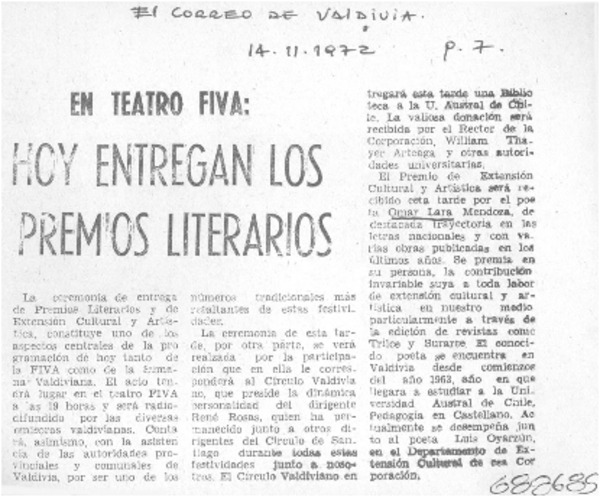 El CORREO DE VALDIVIA.
14.11.1972 p.7.
EN TEATRO FIVA:
HOY ENTREGAN LOS
PREMIOS LITERARIOS
La ceremonia de entrega
de Premios Literarios y de
Extensión Cultural y Artís-
tica, constituye uno de los
aspectos centrales de la pro
gramación de hoy tanto de
la FIVA como de la Sema-
na Valdiviana. El acto ten-
drá lugar en el teatro FIVA
a las 19 horas y será radio-
difundido por las diversas
emisoras valdivianas. Conta
rá, asimismo, con la asisten
cia de las autoridades pro-
vinciales y comunales de
Valdivia, por ser uno de los
números tradicionales más
resaltantes de estas festivi-
dades.
La ceremonia de esta tar-
de, por otra parte, se verá
realzada por la participa-
ción que en ella le corres-
ponderá al Círculo Valdivia
no, que preside la dinámica
personalidad del dirigente
René Rosas, quien ha per-
manecido junto a otros di-
rigentes del Círculo de San-
tiago durante todas estas
festividades junto a noso-
tros. El Círculo Valdiviano en
tregará esta tarde una Biblio
teca a la U. Austral de Chi-
le. La valiosa donación será
recibida por el Rector de la
Corporación, William Tha-
yer Arteaga y otras autori-
dades universitarias.
El Premio de Extensión
Cultural y Artística será re-
cibido esta tarde por el poe
ta Omar Lara Mendoza, de
destacada trayectoria en las
letras nacionales y con va-
rias obras publicadas en los
últimos años. Se premia en
su persona, la contribución
invariable suya a toda labor
de extensión cultural y ar-
tística en nuestro medio
particularmente a través de
la edición de revistas como
Trilce y Surarte. El conoci-
do poeta se encuentra en
Valdivia desde comienzos
del año 1963, año en que
llegara a estudiar a la Uni-
versidad Austral de Chile,
Pedagogía en Castellano. Ac
tualmente se desempeña jun
to al poeta Luis Oyarzún,
en el Departamento de Ex-
tensión Cultural de esa Cor
poración.
688685